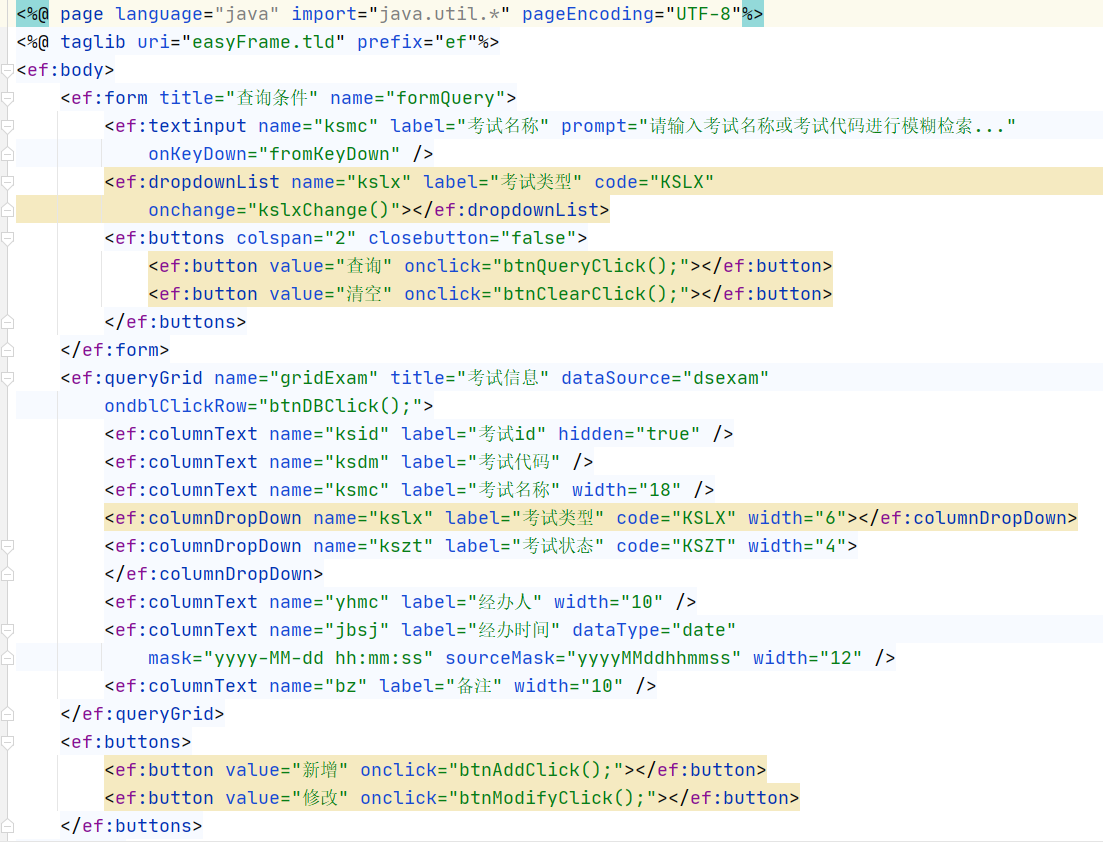 <%@ page language="java" import="java.util.*" pageEncoding="UTF-8"%>
<%@ taglib uri="easyFrame.tld" prefix="ef"%>
<ef:body>
    <ef:form title="查询条件" name="formQuery">
        <ef:textinput name="ksmc" label="考试名称" prompt="请输入考试名称或考试代码进行模糊检索..."
            onKeyDown="fromKeyDown" />
        <ef:dropdownList name="kslx" label="考试类型" code="KSLX"
            onchange="kslxChange()"></ef:dropdownList>
        <ef:buttons colspan="2" closebutton="false">
            <ef:button value="查询" onclick="btnQueryClick();"></ef:button>
            <ef:button value="清空" onclick="btnClearClick();"></ef:button>
        </ef:buttons>
    </ef:form>
    <ef:queryGrid name="gridExam" title="考试信息" dataSource="dsexam"
        ondblClickRow="btnDBClick();">
        <ef:columnText name="ksid" label="考试id" hidden="true" />
        <ef:columnText name="ksdm" label="考试代码" />
        <ef:columnText name="ksmc" label="考试名称" width="18" />
        <ef:columnDropDown name="kslx" label="考试类型" code="KSLX" width="6"></ef:columnDropDown>
        <ef:columnDropDown name="kszt" label="考试状态" code="KSZT" width="4">
        </ef:columnDropDown>
        <ef:columnText name="yhmc" label="经办人" width="10" />
        <ef:columnText name="jbsj" label="经办时间" dataType="date"
            mask="yyyy-MM-dd hh:mm:ss" sourceMask="yyyyMMddhhmmss" width="12" />
        <ef:columnText name="bz" label="备注" width="10" />
    </ef:queryGrid>
    <ef:buttons>
        <ef:button value="新增" onclick="btnAddClick();"></ef:button>
        <ef:button value="修改" onclick="btnModifyClick();"></ef:button>
    </ef:buttons>